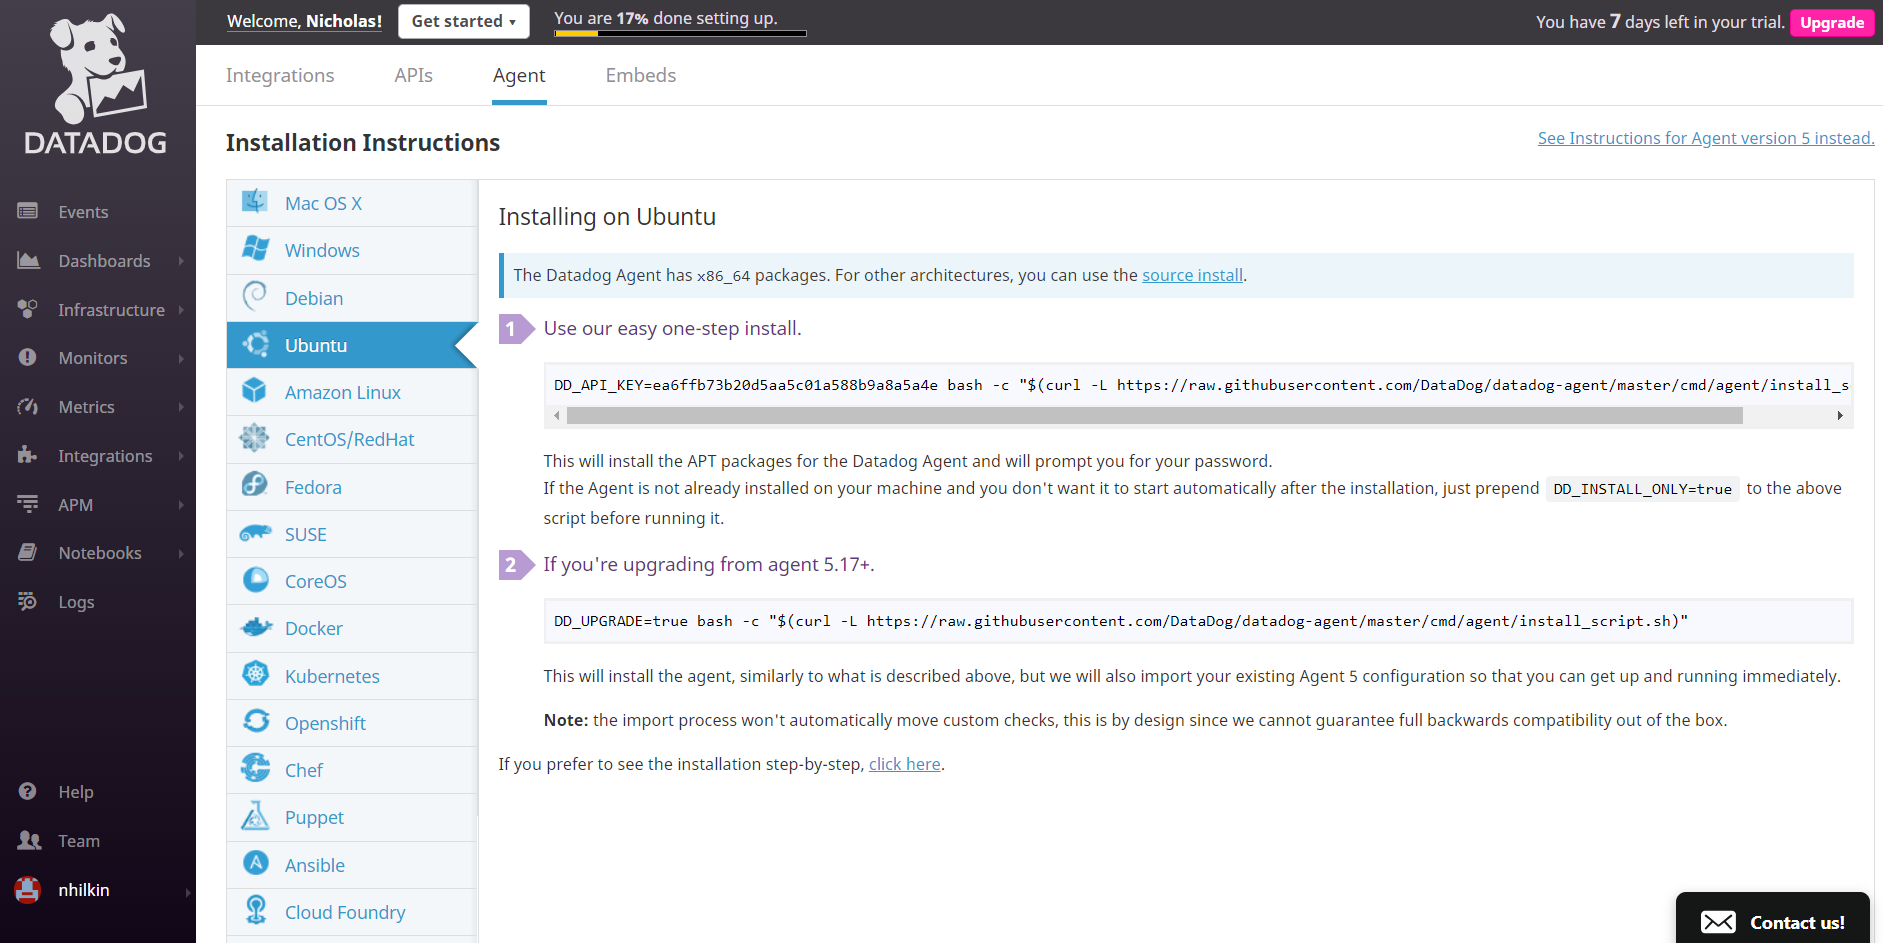 Welcome, Nicholas!
Get started ▾
You are 17% done setting up.
You have 7 days left in your trial.
Upgrade
DATADOG
Events
Dashboards
Infrastructure
Monitors
Metrics
Integrations
APM
Notebooks
Logs
Help
Team
nhilkin
Integrations
APIs
Agent
Embeds
Installation Instructions
See Instructions for Agent version 5 instead.
Mac OS X
Windows
Debian
Ubuntu
Amazon Linux
CentOS/RedHat
Fedora
SUSE
CoreOS
Docker
Kubernetes
Openshift
Chef
Puppet
Ansible
Cloud Foundry
Installing on Ubuntu
The Datadog Agent has x86_64 packages. For other architectures, you can use the source install.
1 Use our easy one-step install.
DD_API_KEY=ea6ffb73b20d5aa5c01a588b9a8a5a4e bash -c "$(curl -L https://raw.githubusercontent.com/DataDog/datadog-agent/master/cmd/agent/install_s
This will install the APT packages for the Datadog Agent and will prompt you for your password.
If the Agent is not already installed on your machine and you don't want it to start automatically after the installation, just prepend DD_INSTALL_ONLY=true to the above
script before running it.
2 If you're upgrading from agent 5.17+.
DD_UPGRADE=true bash -c "$(curl -L https://raw.githubusercontent.com/DataDog/datadog-agent/master/cmd/agent/install_script.sh)"
This will install the agent, similarly to what is described above, but we will also import your existing Agent 5 configuration so that you can get up and running immediately.
Note: the import process won't automatically move custom checks, this is by design since we cannot guarantee full backwards compatibility out of the box.
If you prefer to see the installation step-by-step, click here.
Contact us!